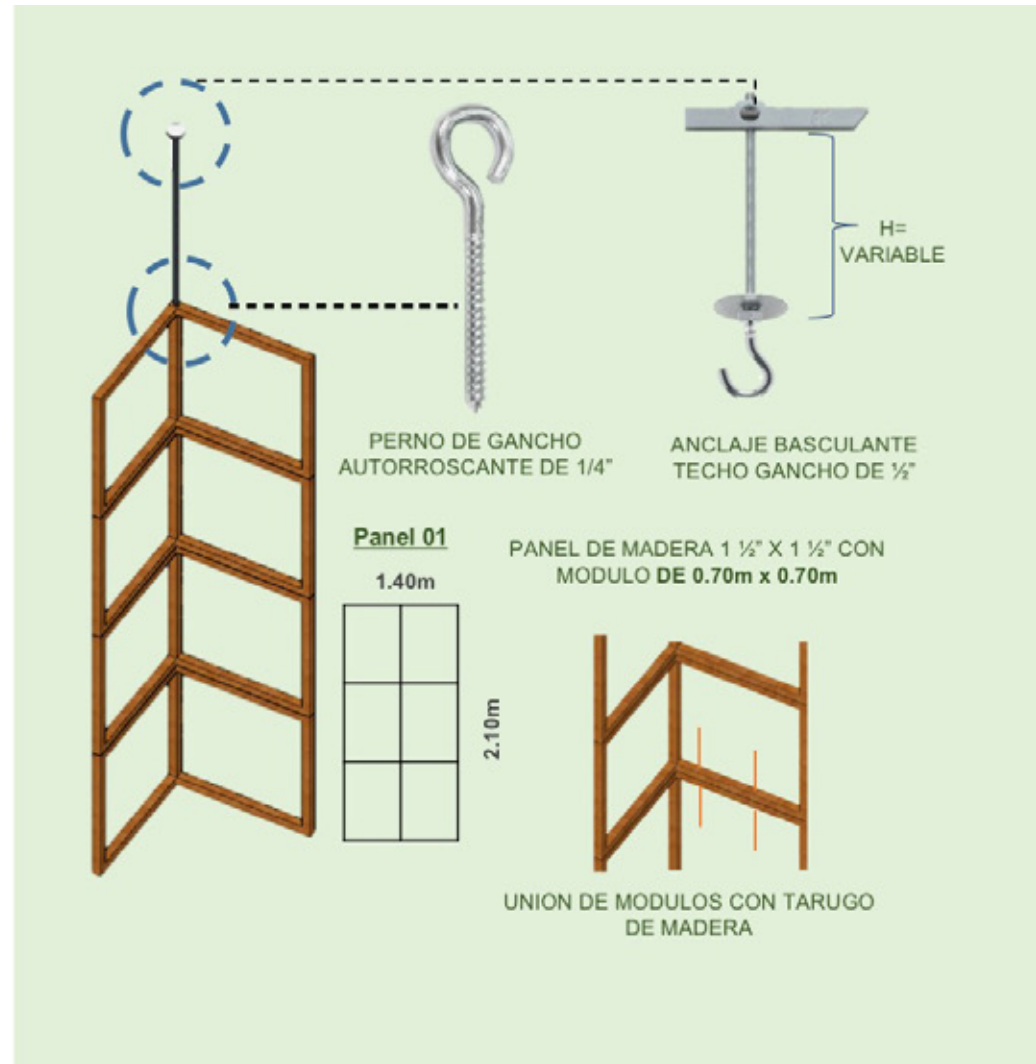 H=
VARIABLE
PERNO DE GANCHO
AUTORROSCANTE DE 1/4”
ANCLAJE BASCULANTE
TECHO GANCHO DE ½”
Panel 01
1.40m
2.10m
PANEL DE MADERA 1 ½” X 1 ½” CON
MODULO DE 0.70m x 0.70m
UNION DE MODULOS CON TARUGO
DE MADERA